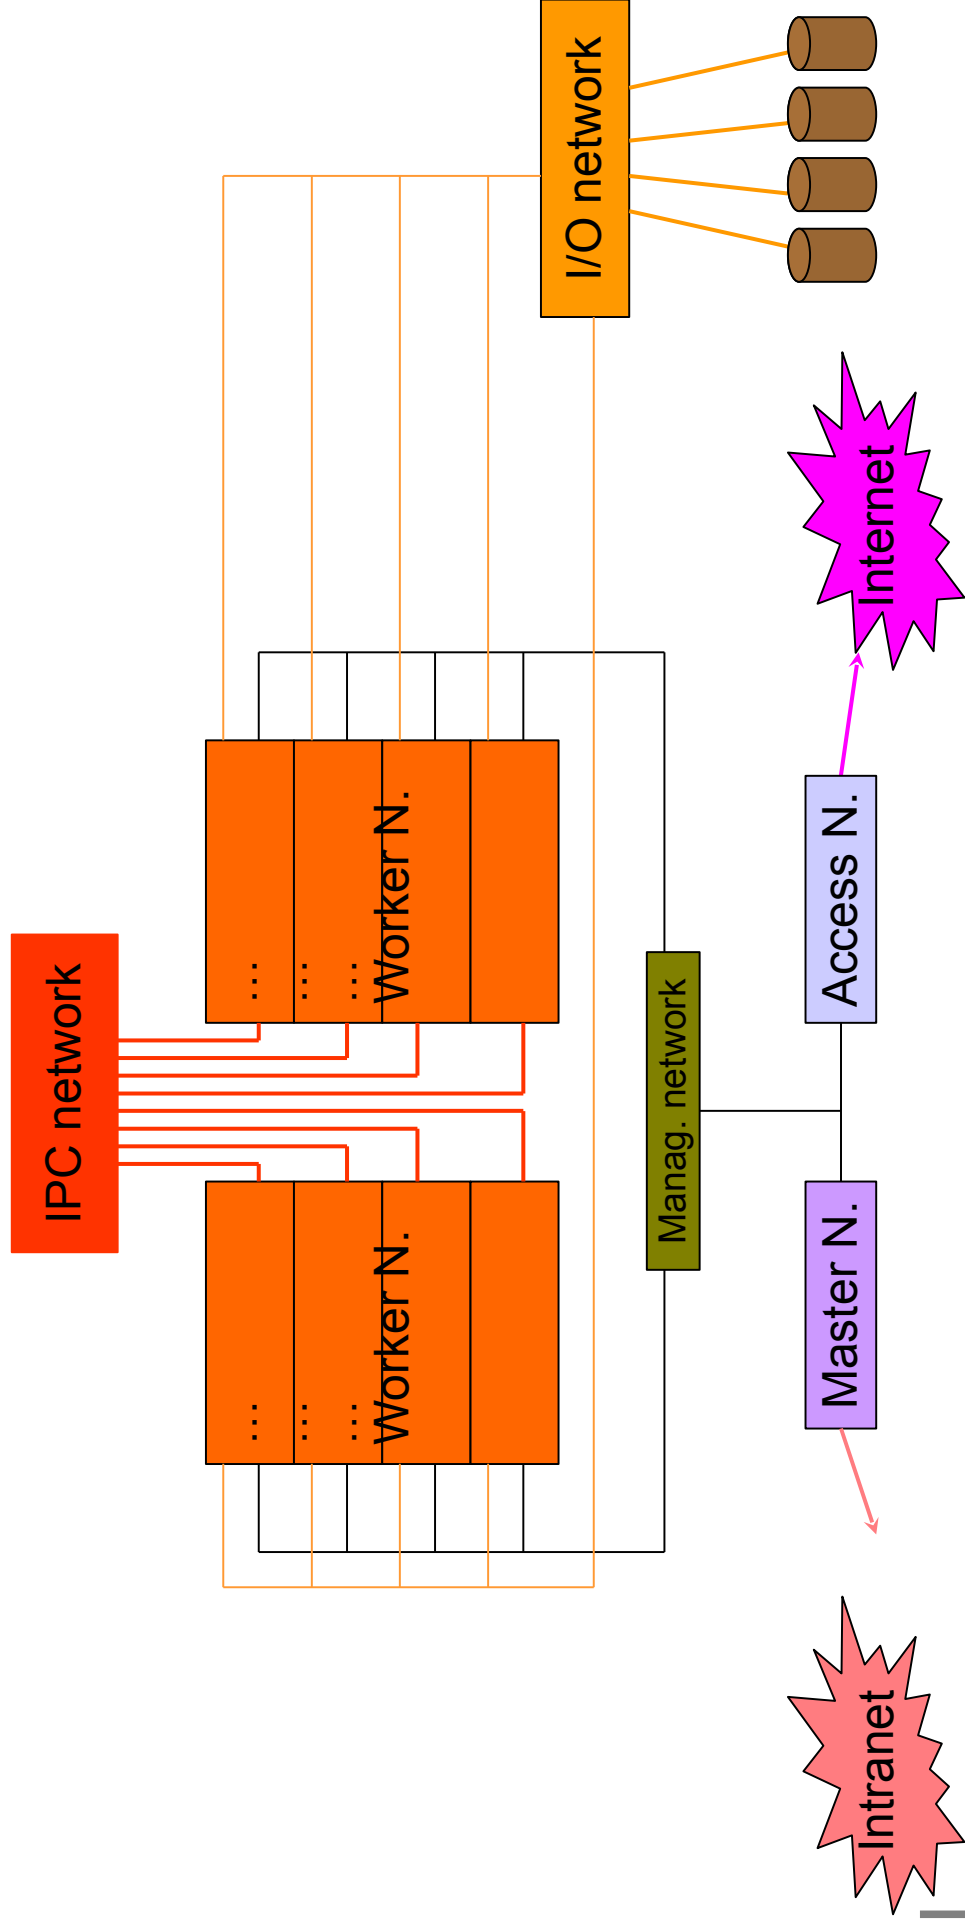 IPC network
…
…
…
Worker N.
…
…
…
Worker N.
I/O network
Manag. network
Master N.
Access N.
Intranet
Internet